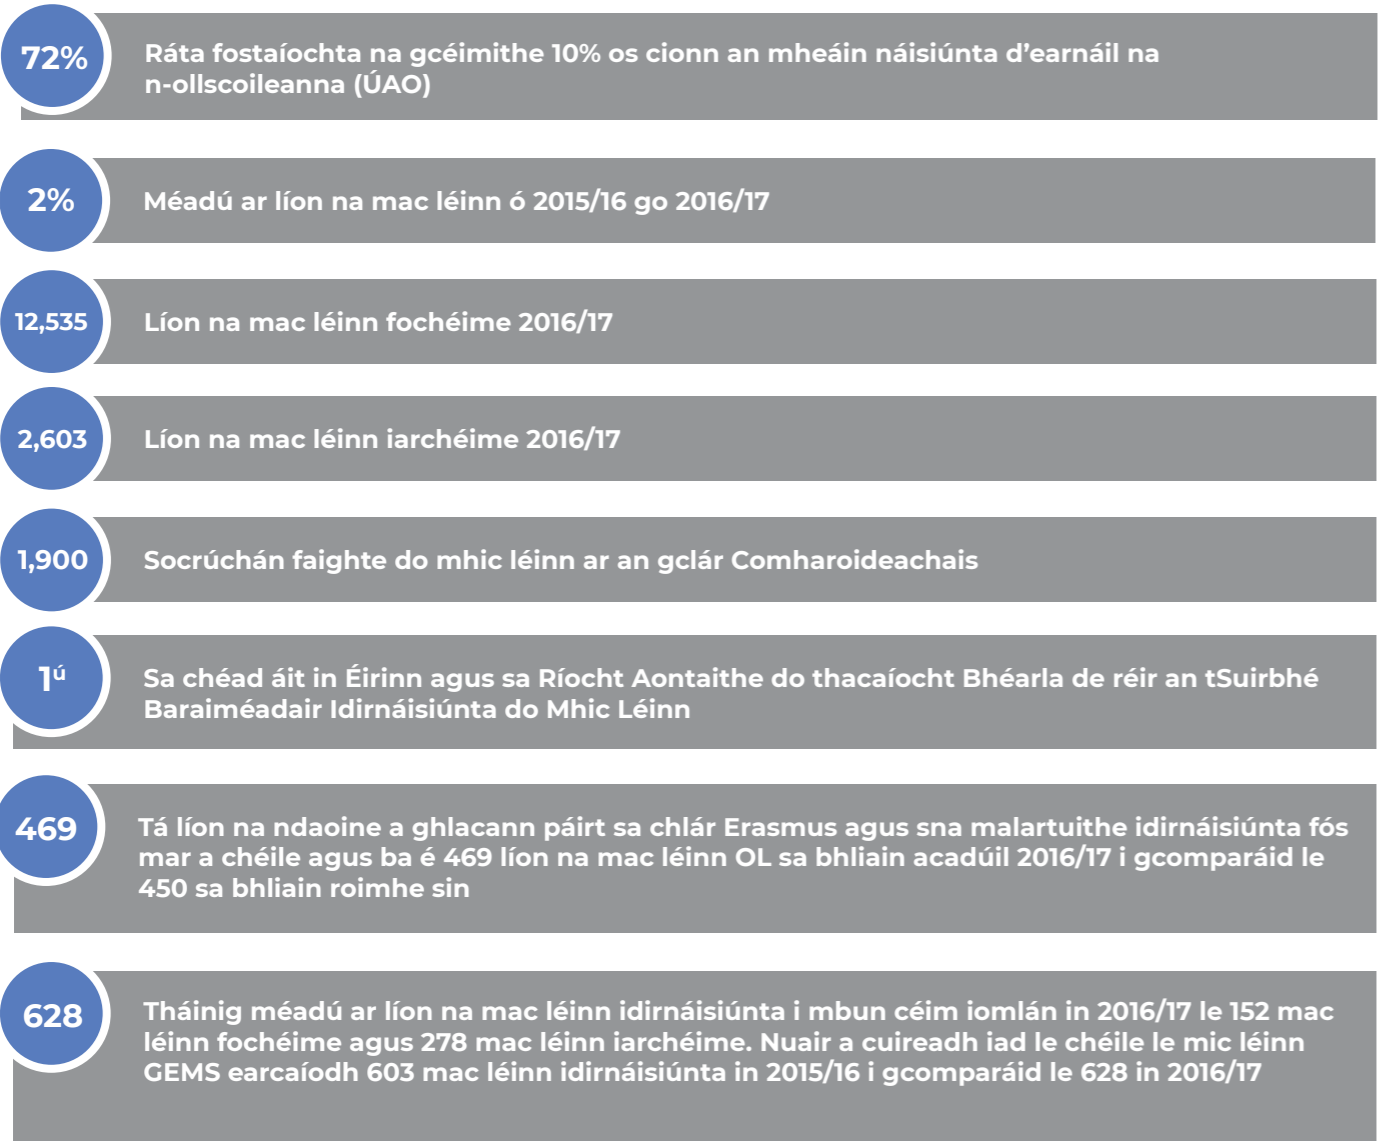 72%
Ráta fostaíochta na gcéimithe 10% os cionn an mheáin náisiúnta d'earnáil na
n-ollscoileanna (ÚAO)
2%
Méadú ar líon na mac léinn ó 2015/16 go 2016/17
12,535
Líon na mac léinn fochéime 2016/17
2,603
Líon na mac léinn iarchéime 2016/17
1,900
Socrúchán faighte do mhic léinn ar an gclár Comharoideachais
1ú
Sa chéad áit in Éirinn agus sa Ríocht Aontaithe do thacaíocht Bhéarla de réir an tSuirbhé
Baraiméadair Idirnáisiúnta do Mhic Léinn
469
Tá líon na ndaoine a ghlacann páirt sa chlár Erasmus agus sna malartuithe idirnáisiúnta fós
mar a chéile agus ba é 469 líon na mac léinn OL sa bhliain acadúil 2016/17 i gcomparáid le
450 sa bhliain roimhe sin
628
Tháinig méadú ar líon na mac léinn idirnáisiúnta i mbun céim iomlán in 2016/17 le 152 mac
léinn fochéime agus 278 mac léinn iarchéime. Nuair a cuireadh iad le chéile le mic léinn
GEMS earcaíodh 603 mac léinn idirnáisiúnta in 2015/16 i gcomparáid le 628 in 2016/17